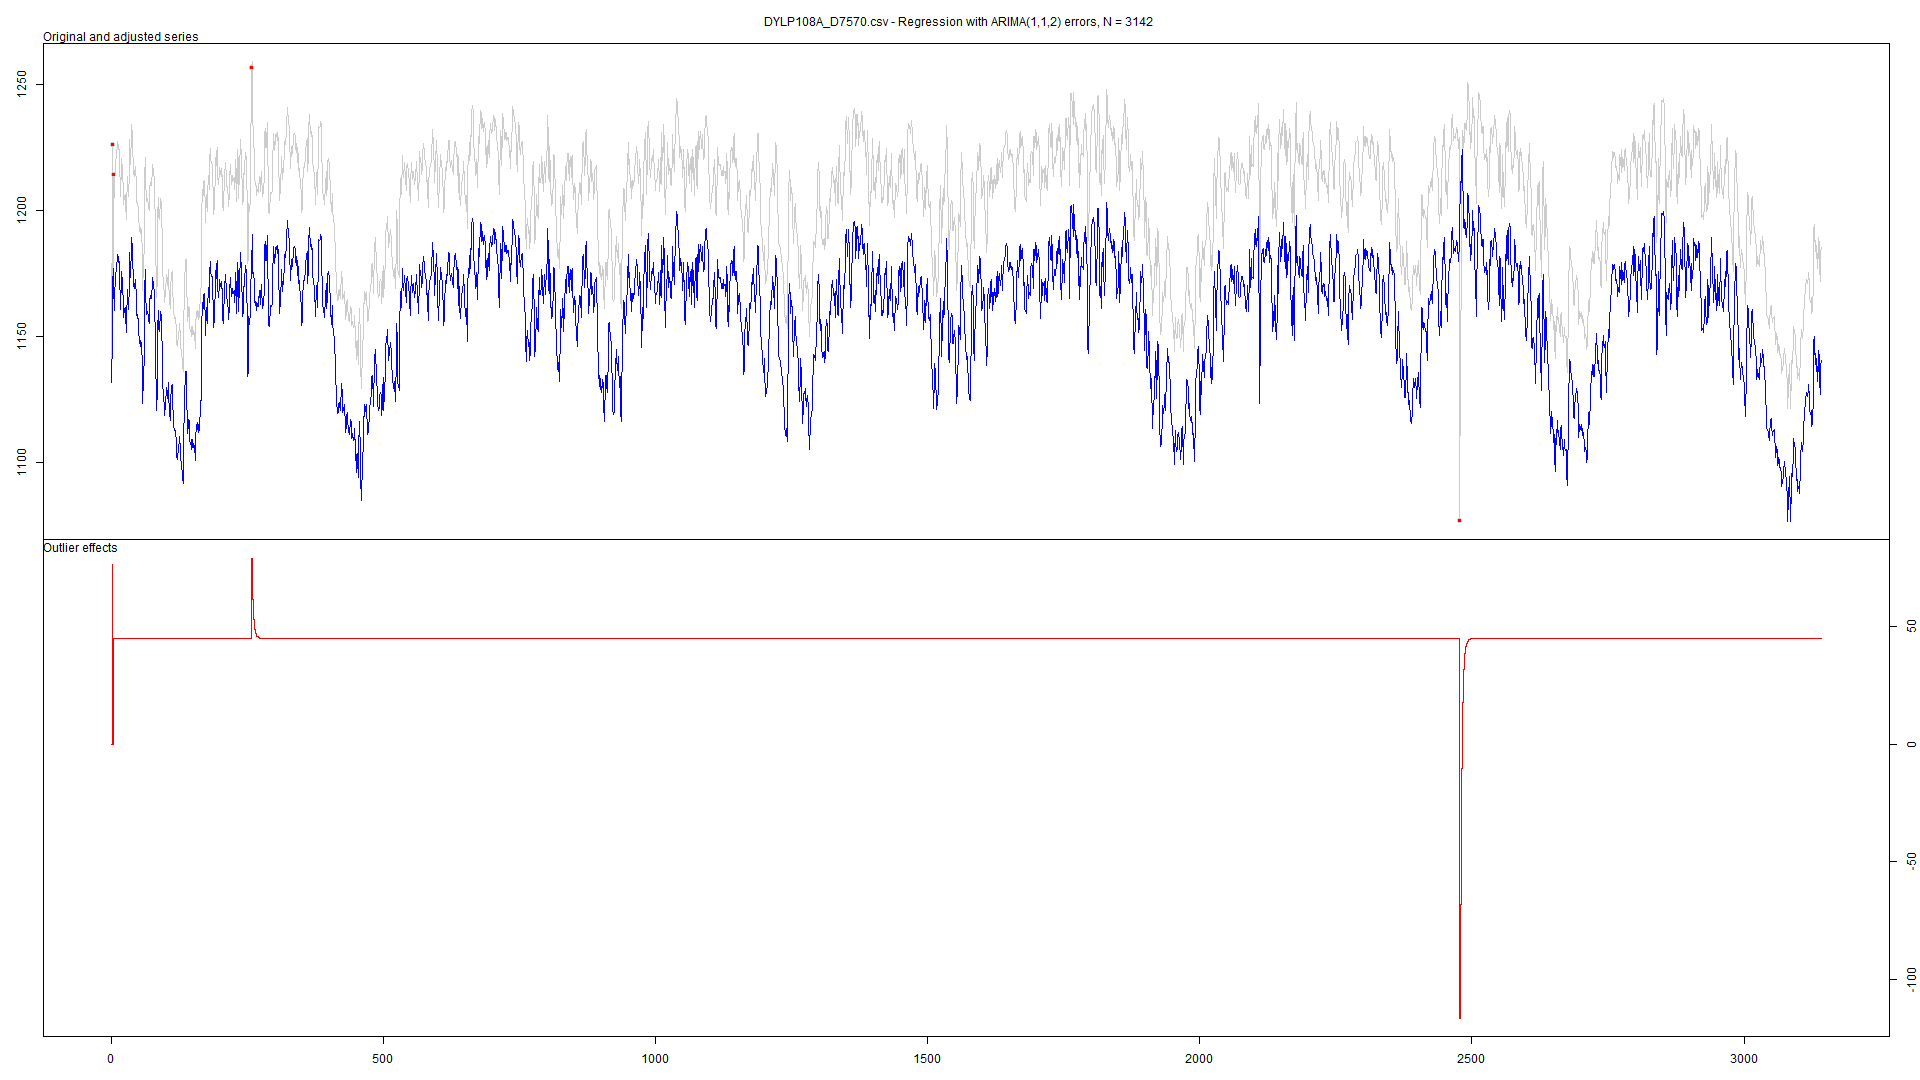 DYLP108A_D7570.csv - Regression with ARIMA(1,1,2) errors, N = 3142
Original and adjusted series
1250
1200
1150
1100
Outlier effects
50
0
-50
-100
0 500 1000 1500 2000 2500 3000